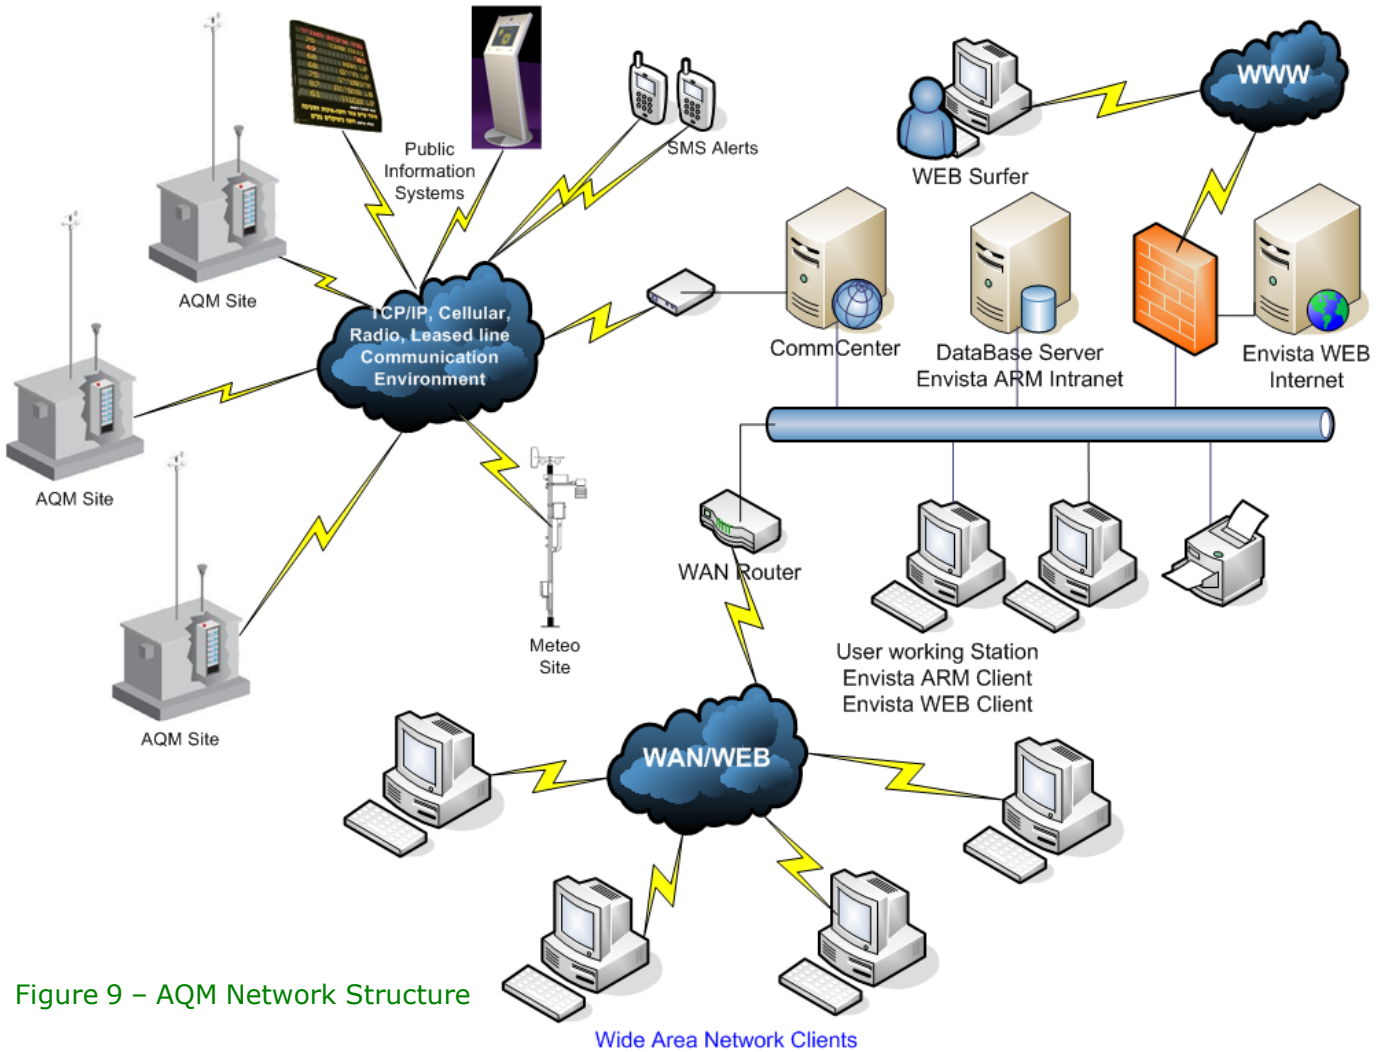 Public
Information
Systems
SMS Alerts
WWW
WEB Surfer
AQM Site
TCP/IP, Cellular,
Radio, Leased line
Communication
Environment
CommCenter
DataBase Server
Envista ARM Intranet
Envista WEB
Internet
AQM Site
WAN Router
Meteo
Site
User working Station
Envista ARM Client
Envista WEB Client
AQM Site
WAN/WEB
Figure 9 – AQM Network Structure
Wide Area Network Clients